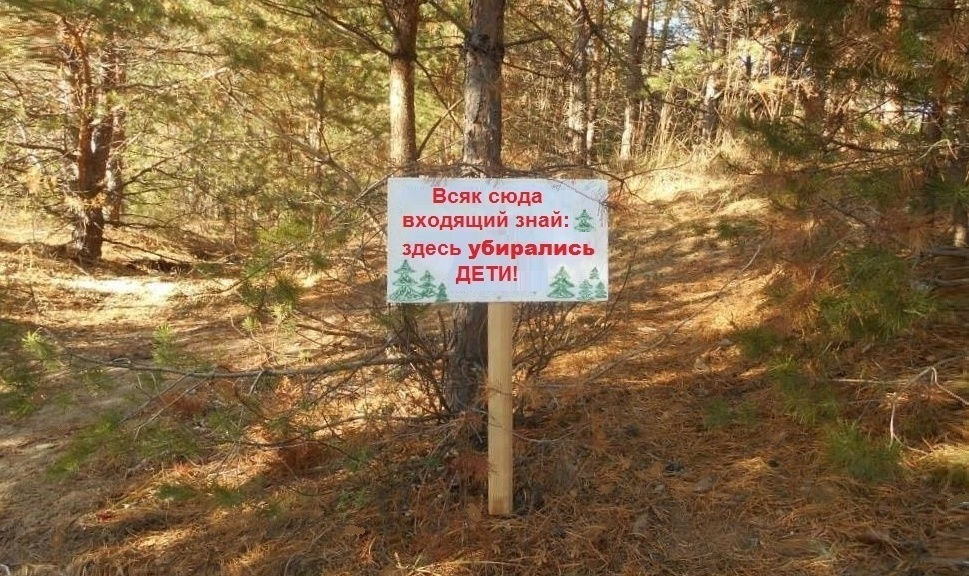 Всяк сюда
входящий знай:
здесь убирались
ДЕТИ!